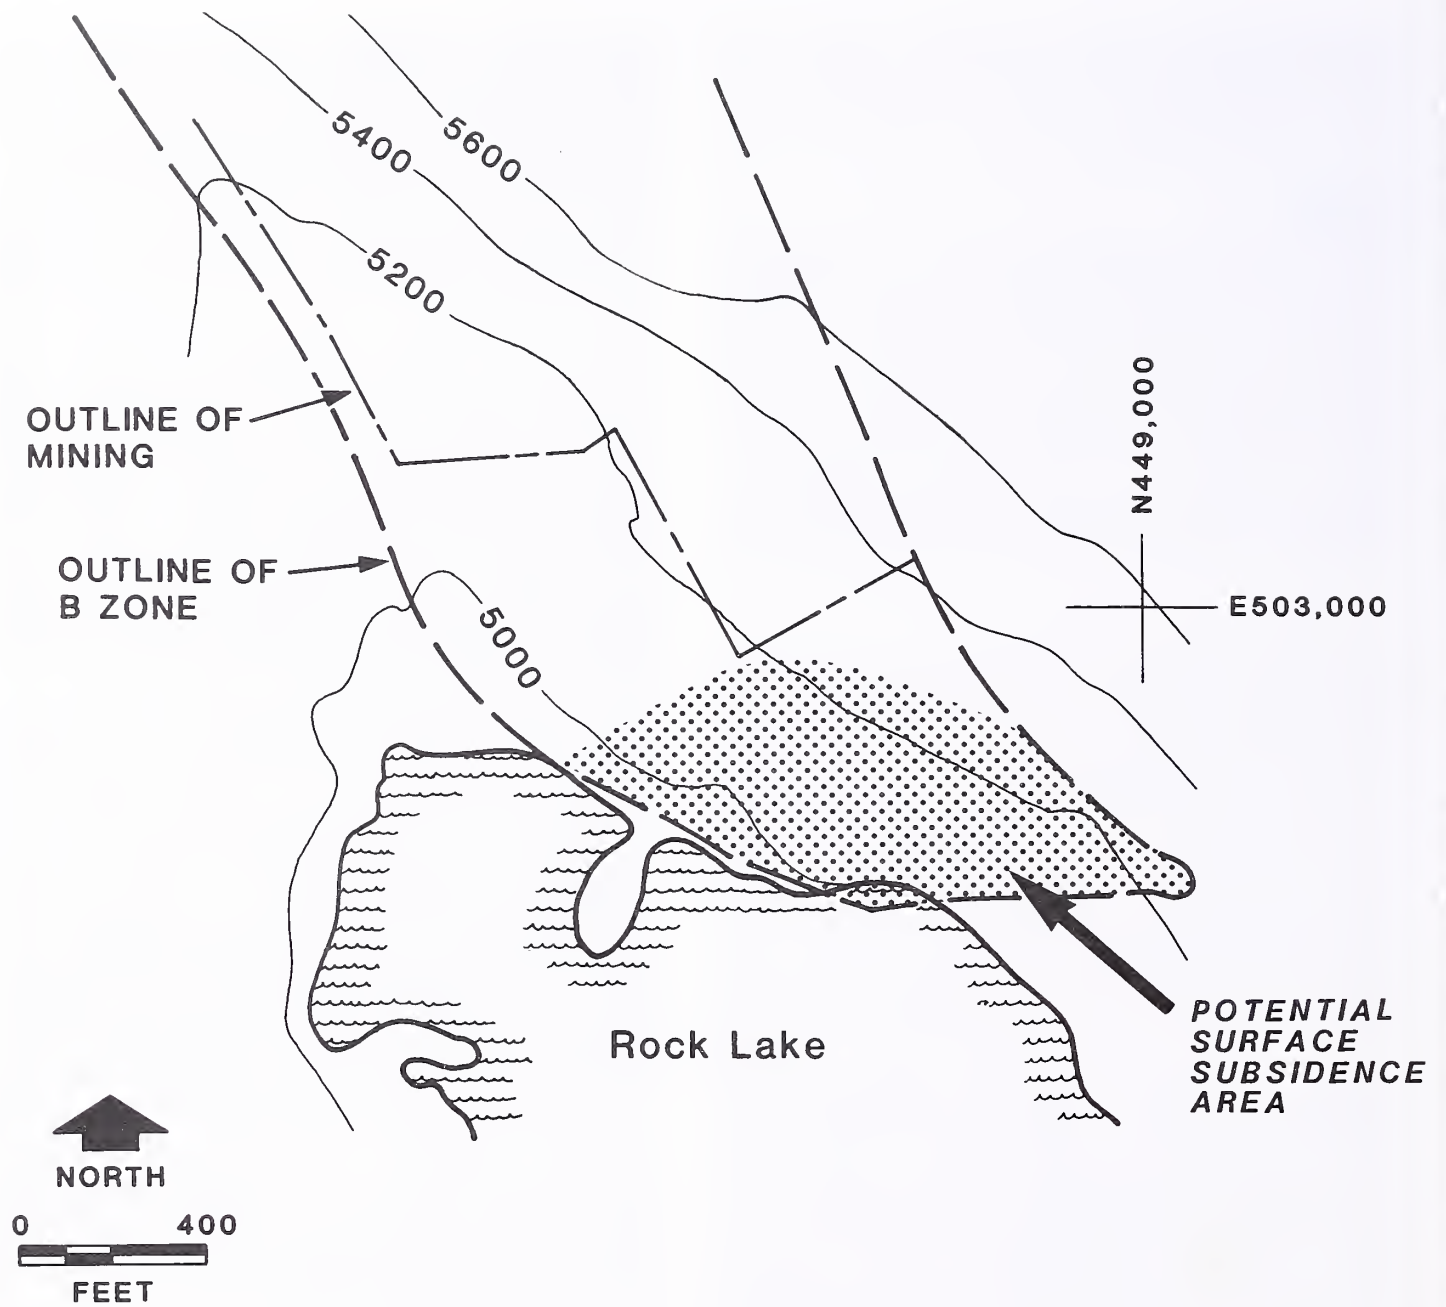 5600
5400
5200
N449,000
OUTLINE OF
MINING
OUTLINE OF
B ZONE
E503,000
5000
Rock Lake
POTENTIAL
SURFACE
SUBSIDENCE
AREA
NORTH
0 400
FEET